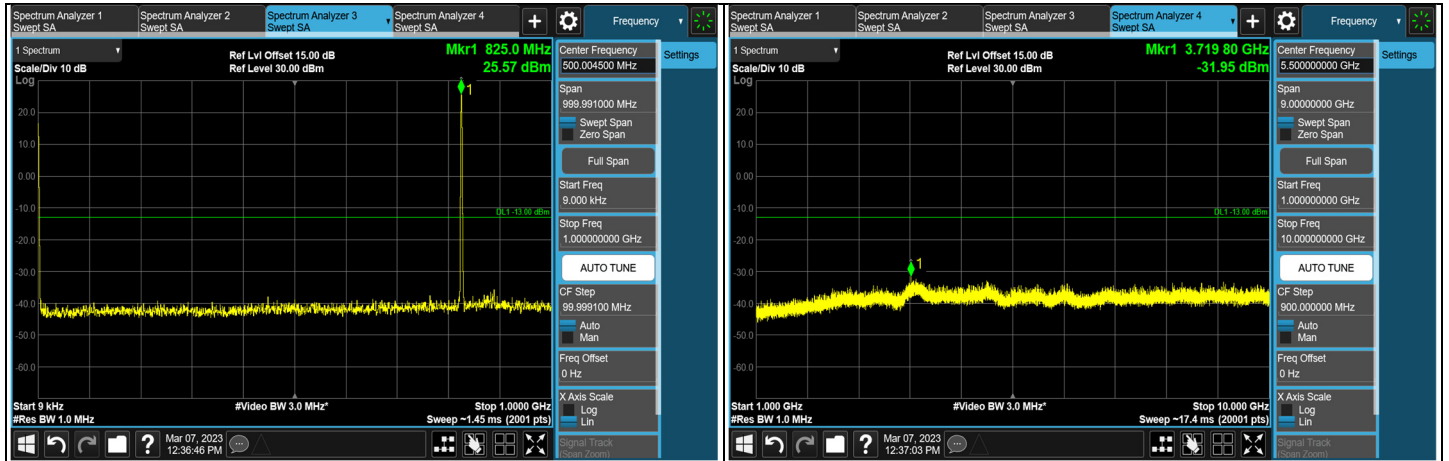 Spectrum Analyzer 1
Swept SA
Spectrum Analyzer 2
Swept SA
Spectrum Analyzer 3
Swept SA
Spectrum Analyzer 4
Swept SA
+
Frequency
1 Spectrum
Scale/Div 10 dB
Log
Ref Lvl Offset 15.00 dB
Ref Level 30.00 dBm
Mkr1 825.0 MHz
25.57 dBm
1
20.0
10.0
0.00
-10.0
-20.0
-30.0
-40.0
-50.0
-60.0
DL1 -13.00 dBm
Start 9 kHz
#Res BW 1.0 MHz
#Video BW 3.0 MHz*
Stop 1.0000 GHz
Sweep ~1.45 ms (2001 pts)
Center Frequency
500.004500 MHz
Settings
Span
999.991000 MHz
Swept Span
Zero Span
Full Span
Start Freq
9.000 kHz
Stop Freq
1.000000000 GHz
AUTO TUNE
CF Step
99.999100 MHz
Auto
Man
Freq Offset
0 Hz
X Axis Scale
Log
Lin
Signal Track
(Span Zoom)
?
Mar 07, 2023
12:36:46 PM
Spectrum Analyzer 1
Swept SA
Spectrum Analyzer 2
Swept SA
Spectrum Analyzer 3
Swept SA
Spectrum Analyzer 4
Swept SA
+
Frequency
1 Spectrum
Scale/Div 10 dB
Log
Ref Lvl Offset 15.00 dB
Ref Level 30.00 dBm
Mkr1 3.719 80 GHz
-31.95 dBm
1
20.0
10.0
0.00
-10.0
-20.0
-30.0
-40.0
-50.0
-60.0
DL1 -13.00 dBm
Start 1.000 GHz
#Res BW 1.0 MHz
#Video BW 3.0 MHz*
Stop 10.000 GHz
Sweep ~17.4 ms (20001 pts)
Center Frequency
5.500000000 GHz
Settings
Span
9.00000000 GHz
Swept Span
Zero Span
Full Span
Start Freq
1.000000000 GHz
Stop Freq
10.000000000 GHz
AUTO TUNE
CF Step
900.000000 MHz
Auto
Man
Freq Offset
0 Hz
X Axis Scale
Log
Lin
Signal Track
(Span Zoom)
?
Mar 07, 2023
12:37:03 PM